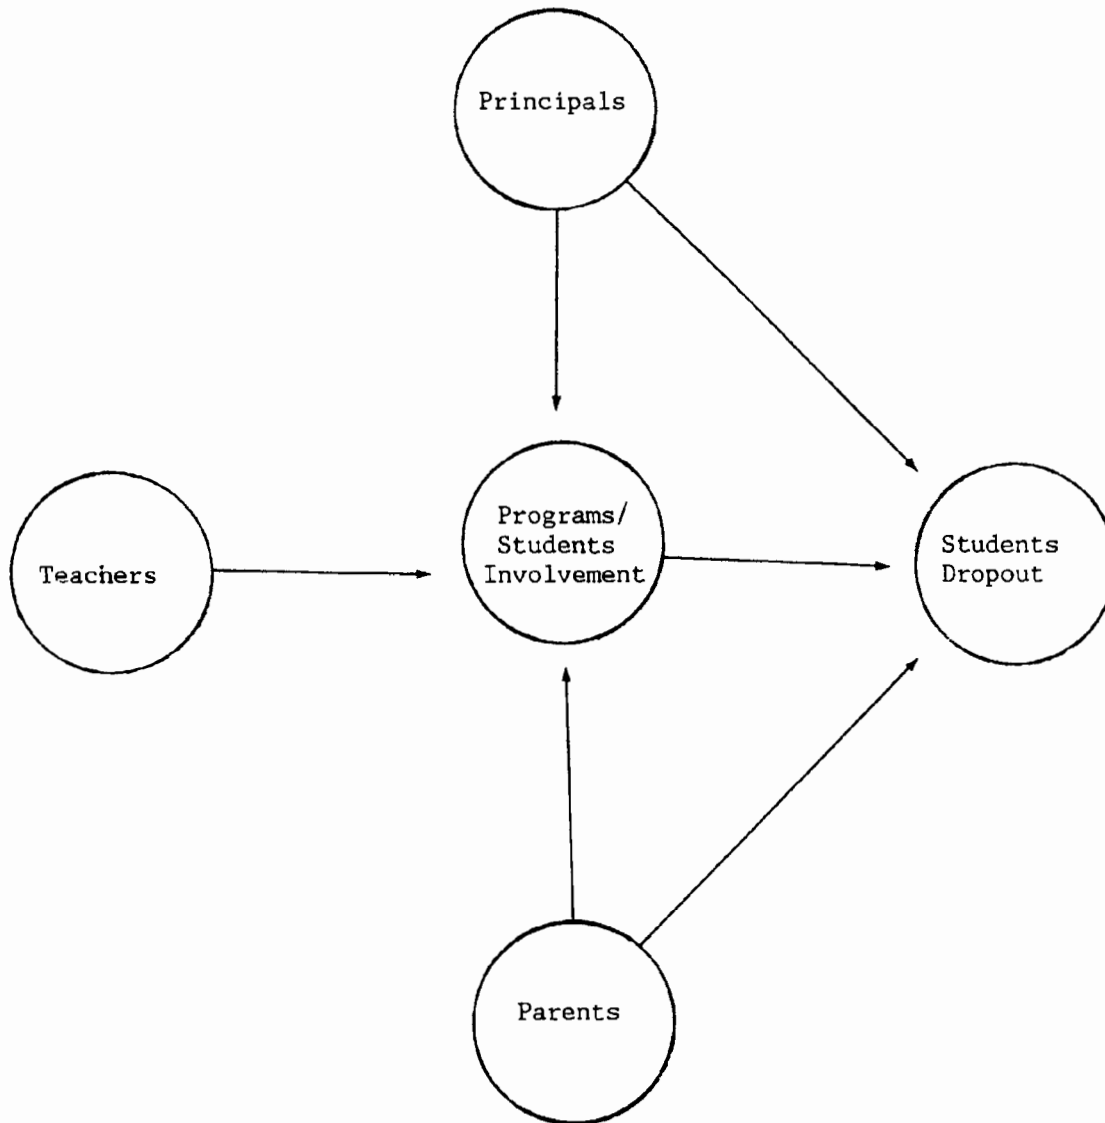 Principals
Programs/
Students
Involvement
Teachers
Students
Dropout
Parents